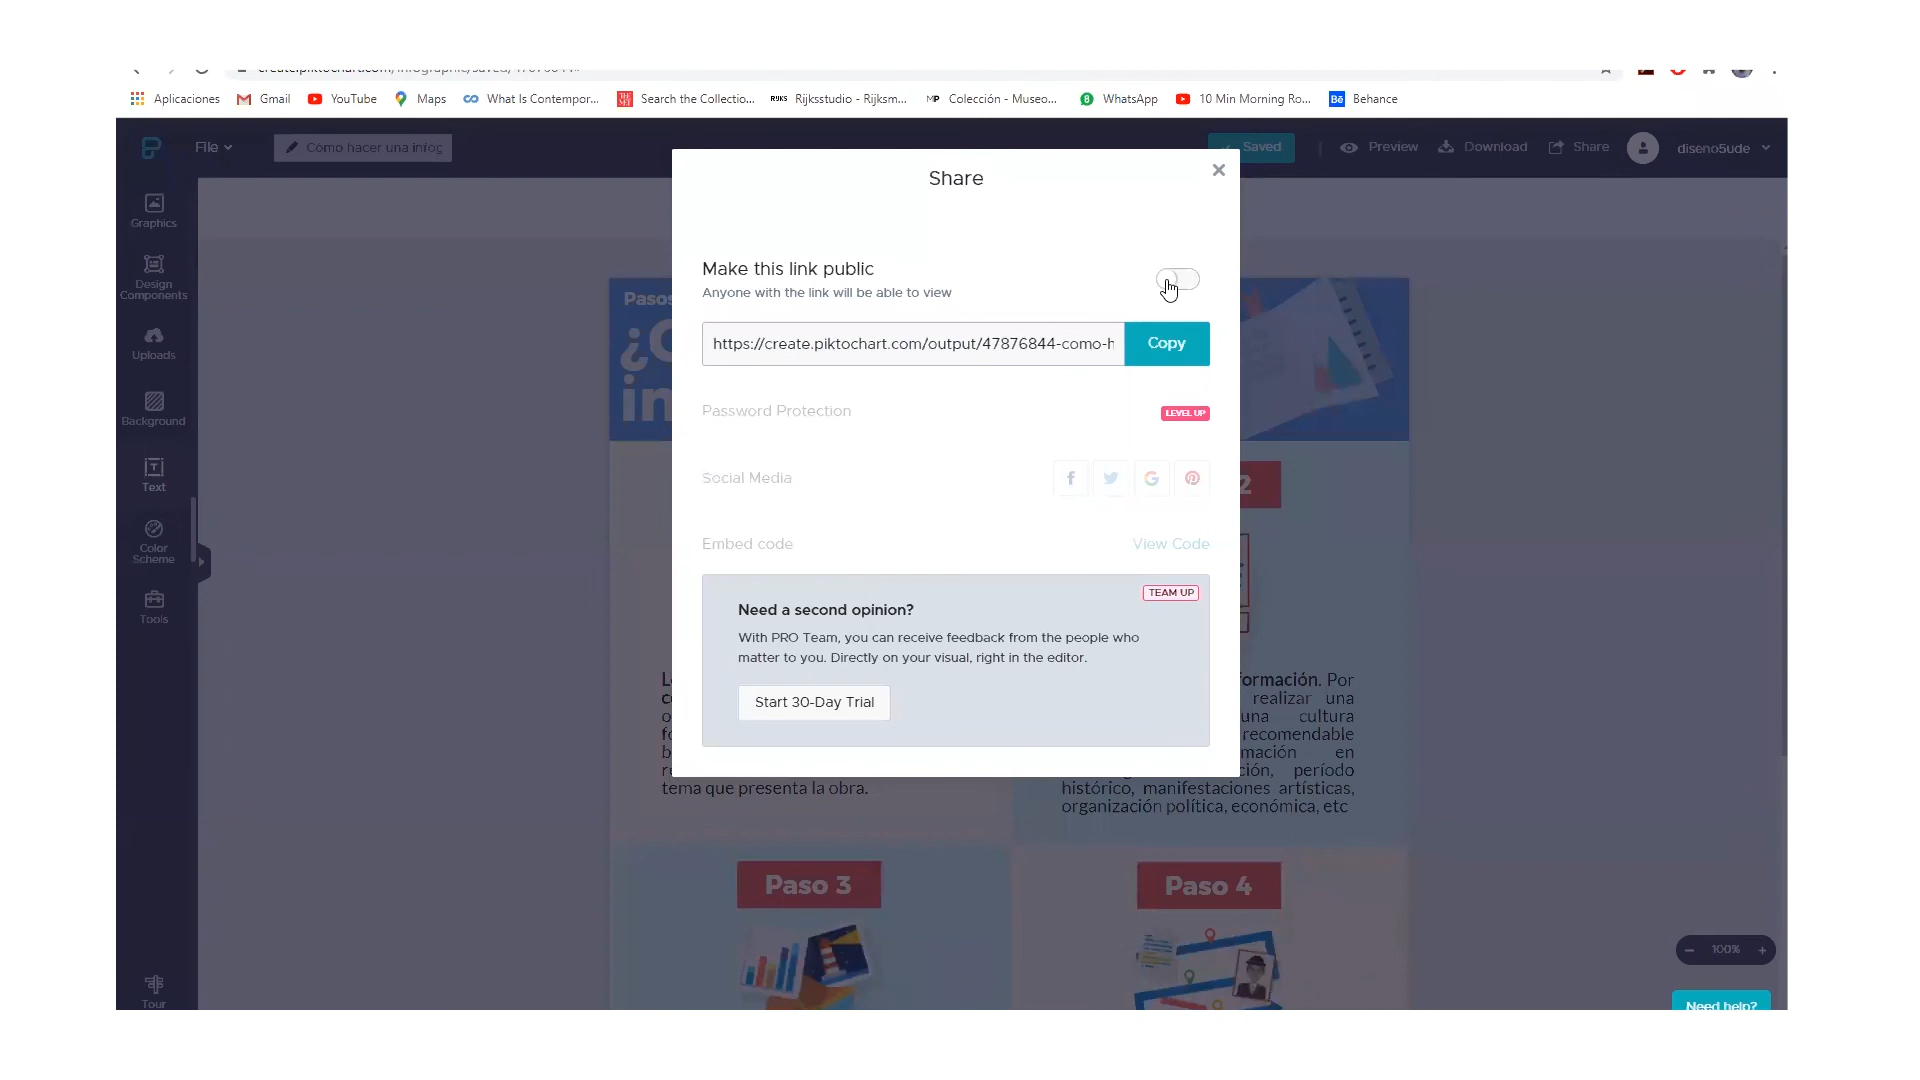 Aplicaciones Gmail YouTube Maps What Is Contempor... Search the Collectio... Rijksstudio - Rijksm... Colección - Museo... WhatsApp 10 Min Morning Ro... Behance
File Cómo hacer una infog Saved Preview Download Share diseno5ude
Share
Graphics
Design
Components
Uploads
Background
Text
Color
Scheme
Tools
Tour
Make this link public
Anyone with the link will be able to view
https://create.piktochart.com/output/47876844-como-h Copy
Password Protection LEVEL UP
Social Media
Embed code View Code
TEAM UP
Need a second opinion?
With PRO Team, you can receive feedback from the people who
matter to you. Directly on your visual, right in the editor.
Start 30-Day Trial
Pasos
2
formación. Por
realizar una
una cultura
recomendable
mación en
ción, período
tema que presenta la obra. histórico, manifestaciones artísticas,
organización política, económica, etc
Paso 3 Paso 4
100%
Need help?